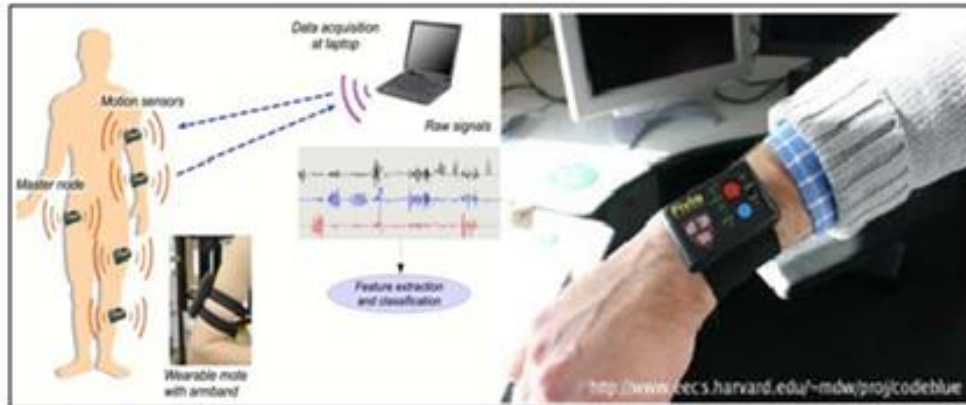 Data acquisition
at laptop
Motion sensors
Raw signals
Master node
Feature extraction
and classification
Wearable mote
with armband
http://www.eecs.harvard.edu/~mdw/proj/codeblue